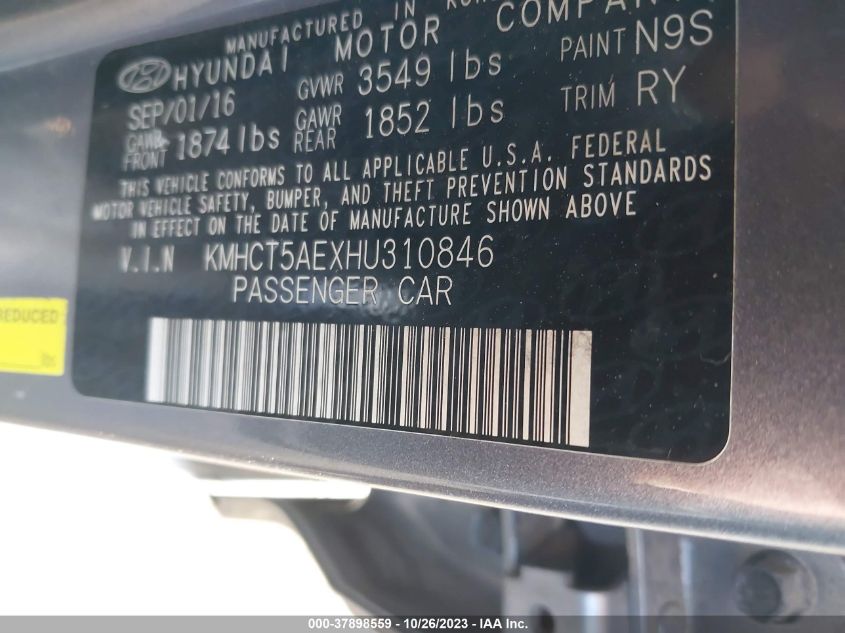 MANUFACTURED IN
HYUNDAI MOTOR COMPANY
SEP/01/16 GVWR 3549 lbs PAINT N9S
GAWR FRONT 1874 lbs GAWR REAR 1852 lbs TRIM RY
THIS VEHICLE CONFORMS TO ALL APPLICABLE U.S.A. FEDERAL
MOTOR VEHICLE SAFETY, BUMPER, AND THEFT PREVENTION STANDARDS
IN EFFECT ON THE DATE OF MANUFACTURE SHOWN ABOVE
V.I.N KMHCT5AEXHU310846
PASSENGER CAR
REDUCED
lbs
000-37898559 - 10/26/2023 - IAA Inc.